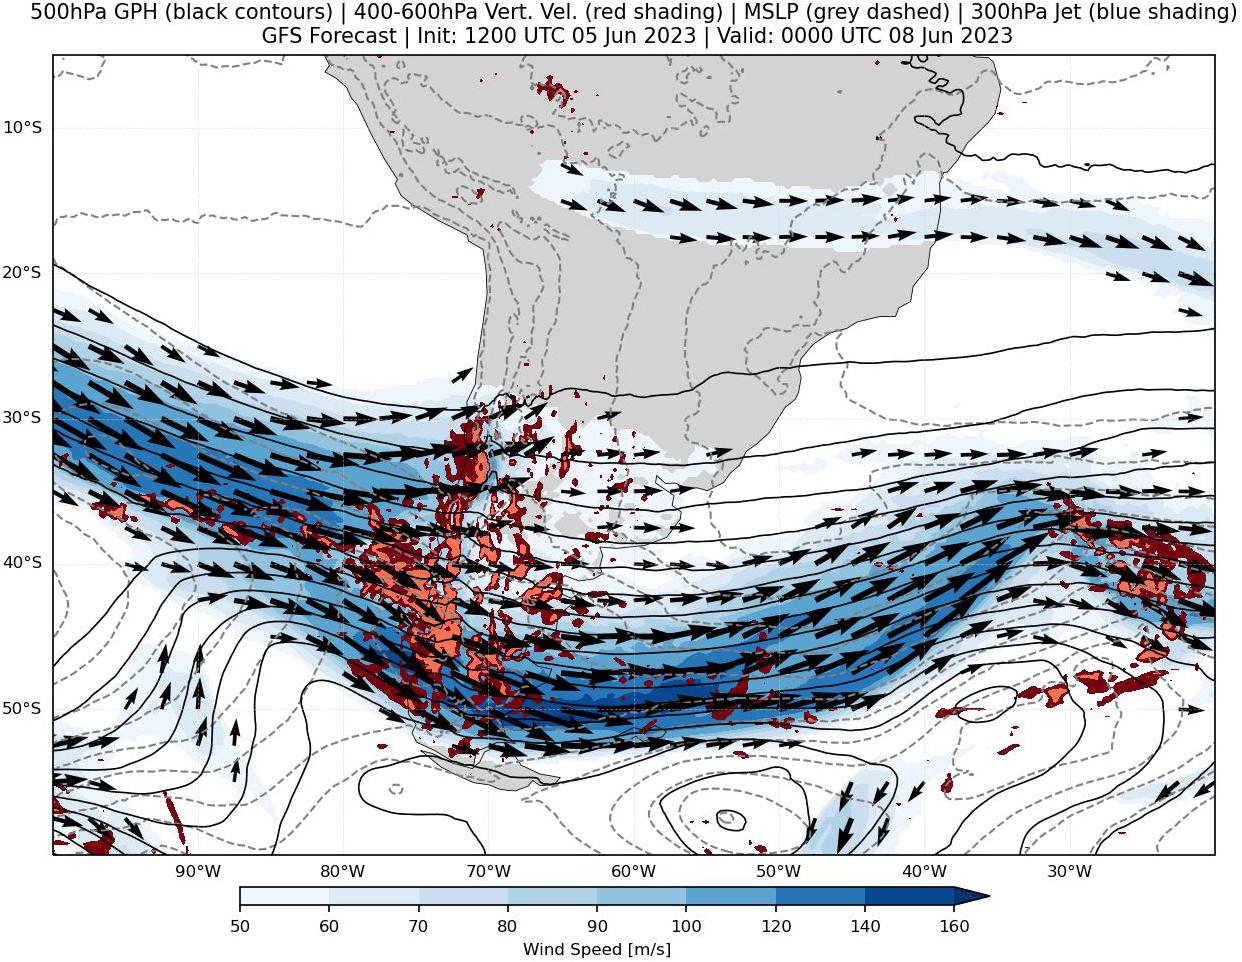 500hPa GPH (black contours) | 400-600hPa Vert. Vel. (red shading) | MSLP (grey dashed) | 300hPa Jet (blue shading)
GFS Forecast | Init: 1200 UTC 05 Jun 2023 | Valid: 0000 UTC 08 Jun 2023
10°S
20°S
30°S
40°S
50°S
90°W 80°W 70°W 60°W 50°W 40°W 30°W
50 60 70 80 90 100 120 140 160
Wind Speed [m/s]